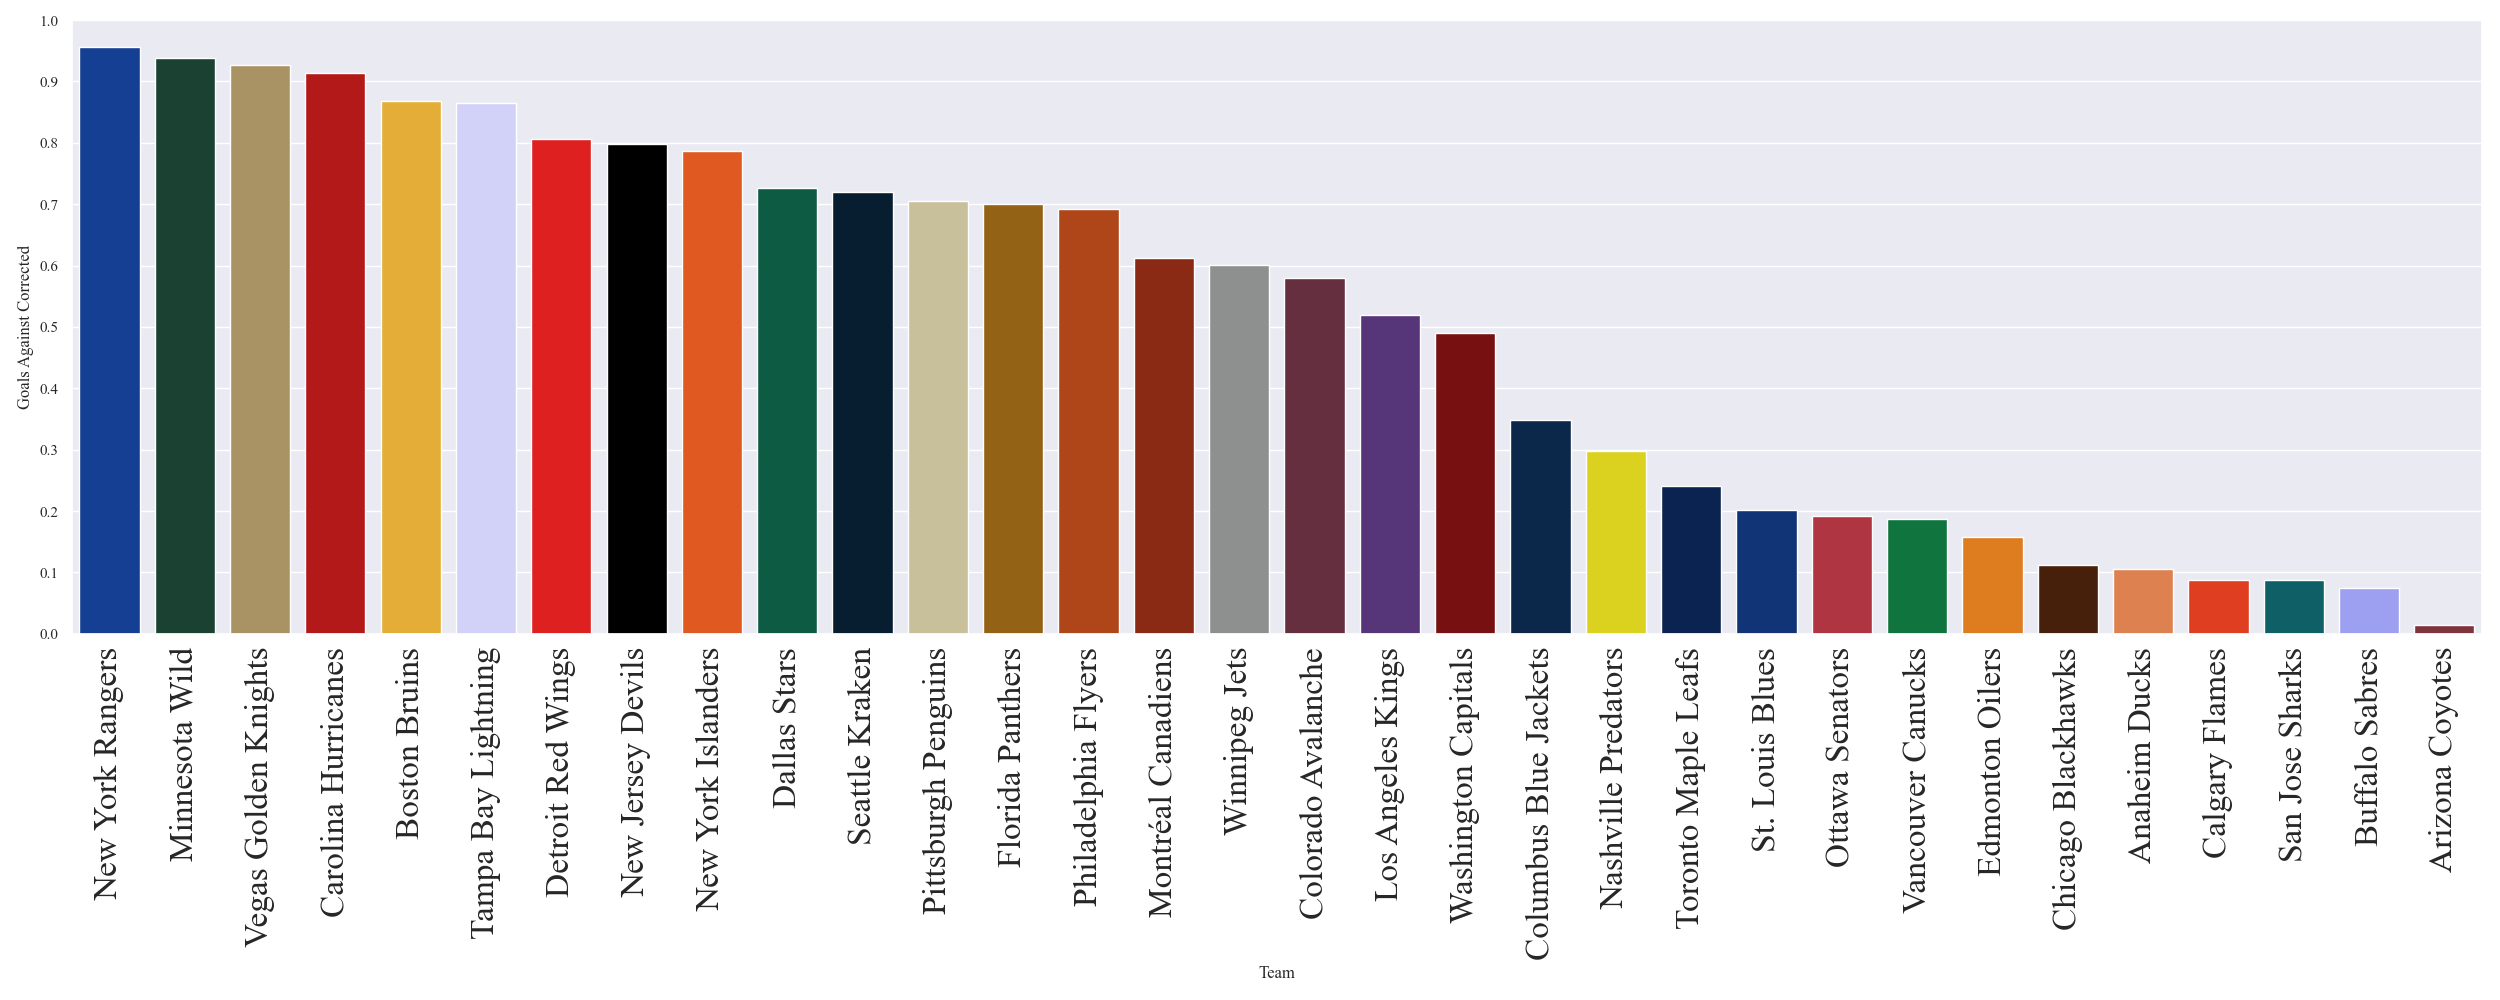 1.0
0.9
0.8
0.7
0.6
0.5
0.4
0.3
0.2
0.1
0.0
Goals Against Corrected
New York Rangers
Minnesota Wild
Vegas Golden Knights
Carolina Hurricanes
Boston Bruins
Tampa Bay Lightning
Detroit Red Wings
New Jersey Devils
New York Islanders
Dallas Stars
Seattle Kraken
Pittsburgh Penguins
Florida Panthers
Philadelphia Flyers
Montréal Canadiens
Winnipeg Jets
Colorado Avalanche
Los Angeles Kings
Washington Capitals
Columbus Blue Jackets
Nashville Predators
Toronto Maple Leafs
St. Louis Blues
Ottawa Senators
Vancouver Canucks
Edmonton Oilers
Chicago Blackhawks
Anaheim Ducks
Calgary Flames
San Jose Sharks
Buffalo Sabres
Arizona Coyotes
Team